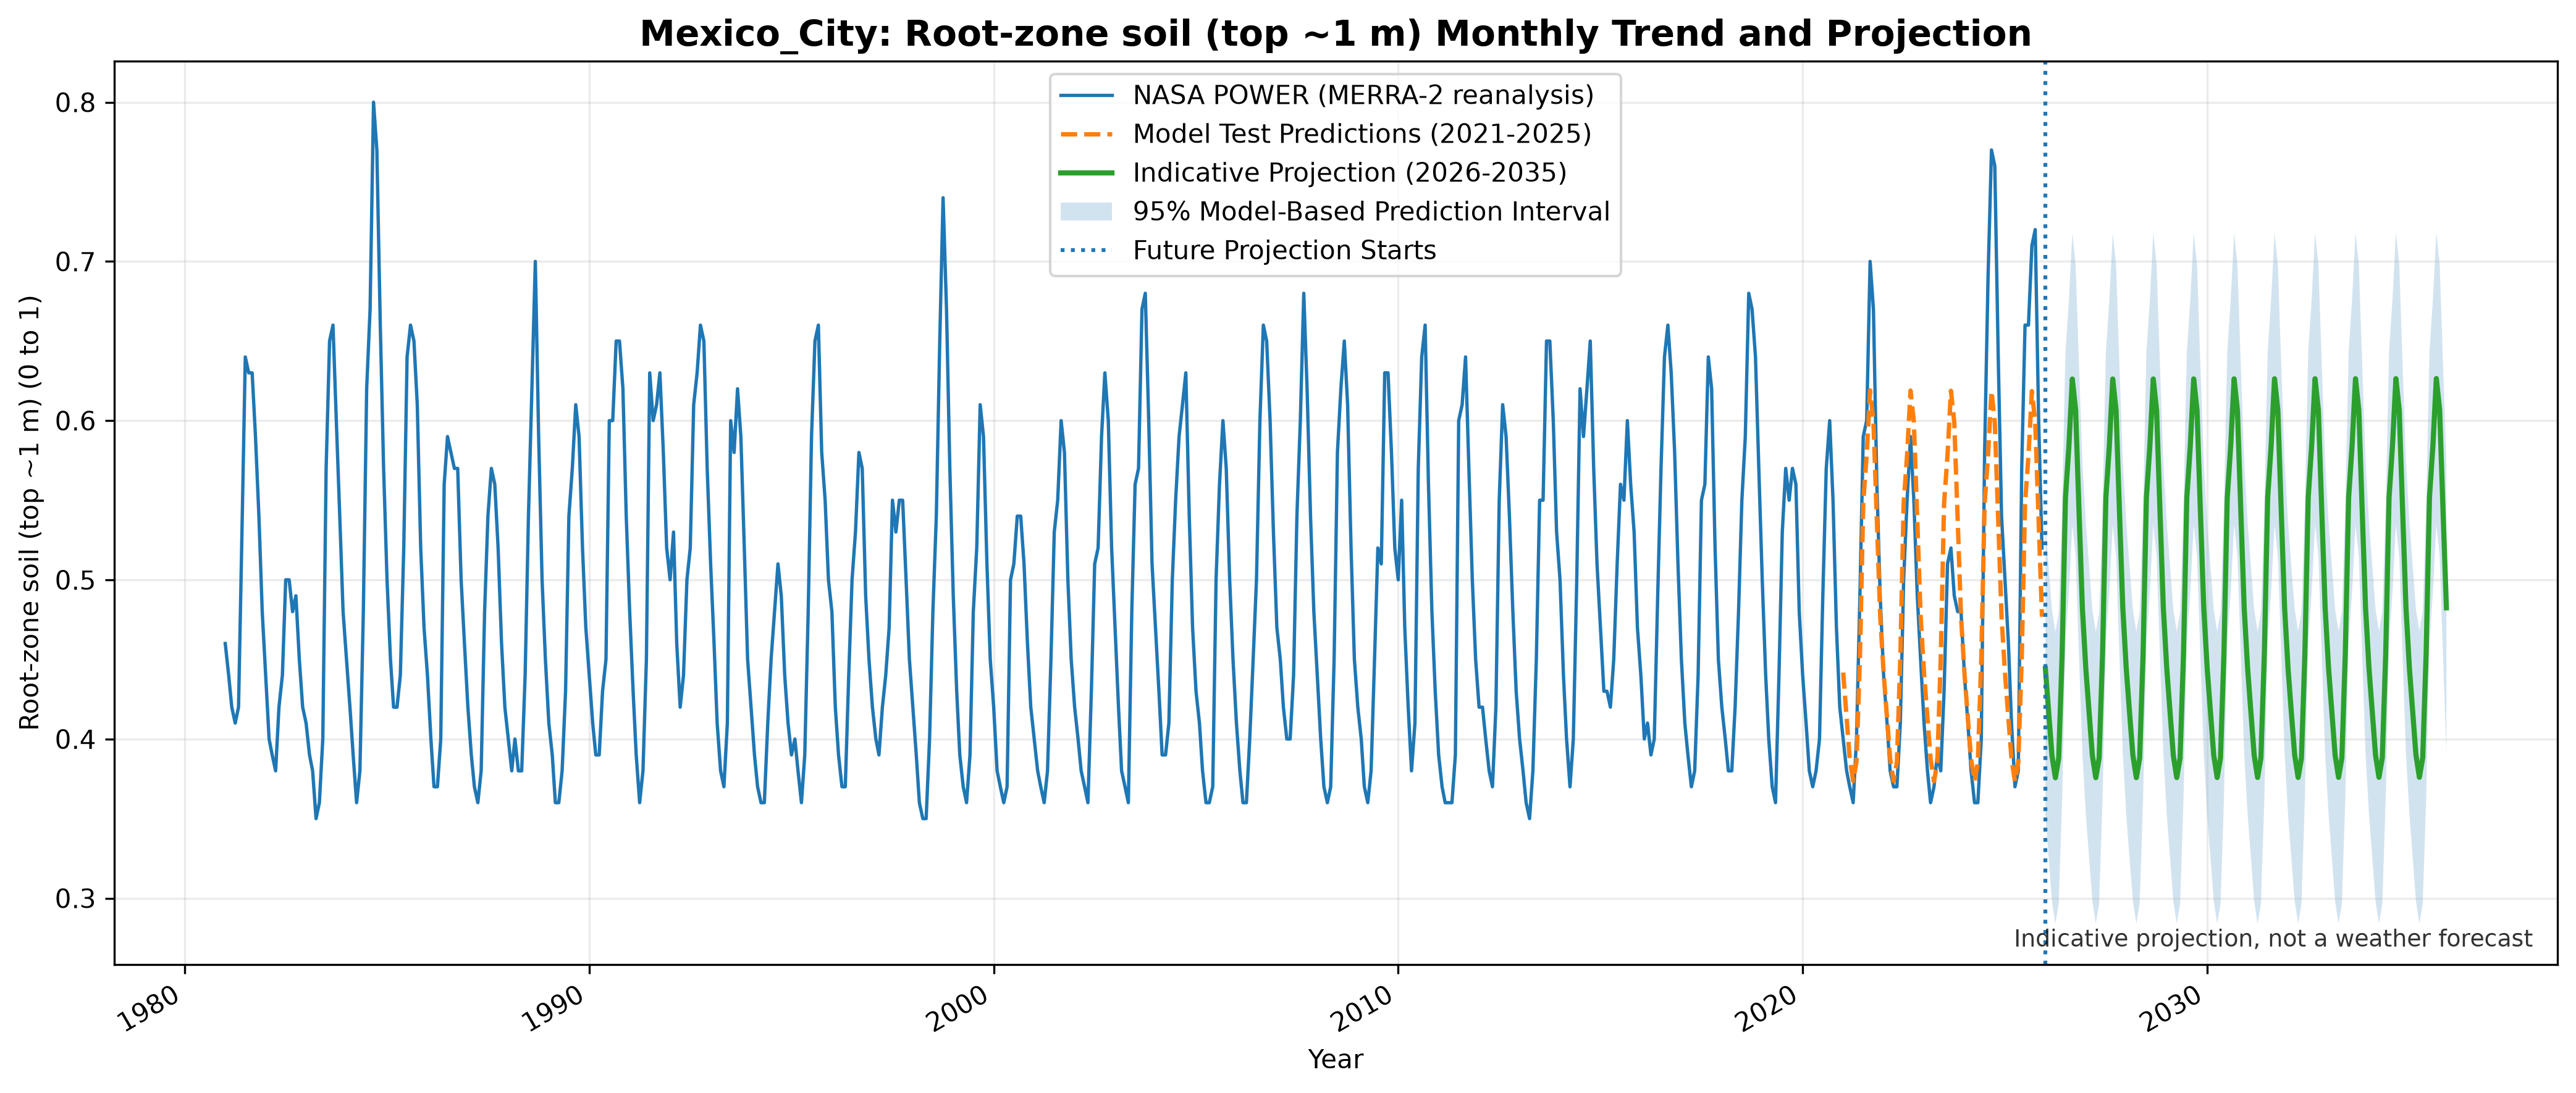 Mexico_City: Root-zone soil (top ~1 m) Monthly Trend and Projection
NASA POWER (MERRA-2 reanalysis)
Model Test Predictions (2021-2025)
Indicative Projection (2026-2035)
95% Model-Based Prediction Interval
Future Projection Starts
Root-zone soil (top ~1 m) (0 to 1)
0.8
0.7
0.6
0.5
0.4
0.3
Indicative projection, not a weather forecast
1980
1990
2000
2010
2020
2030
Year